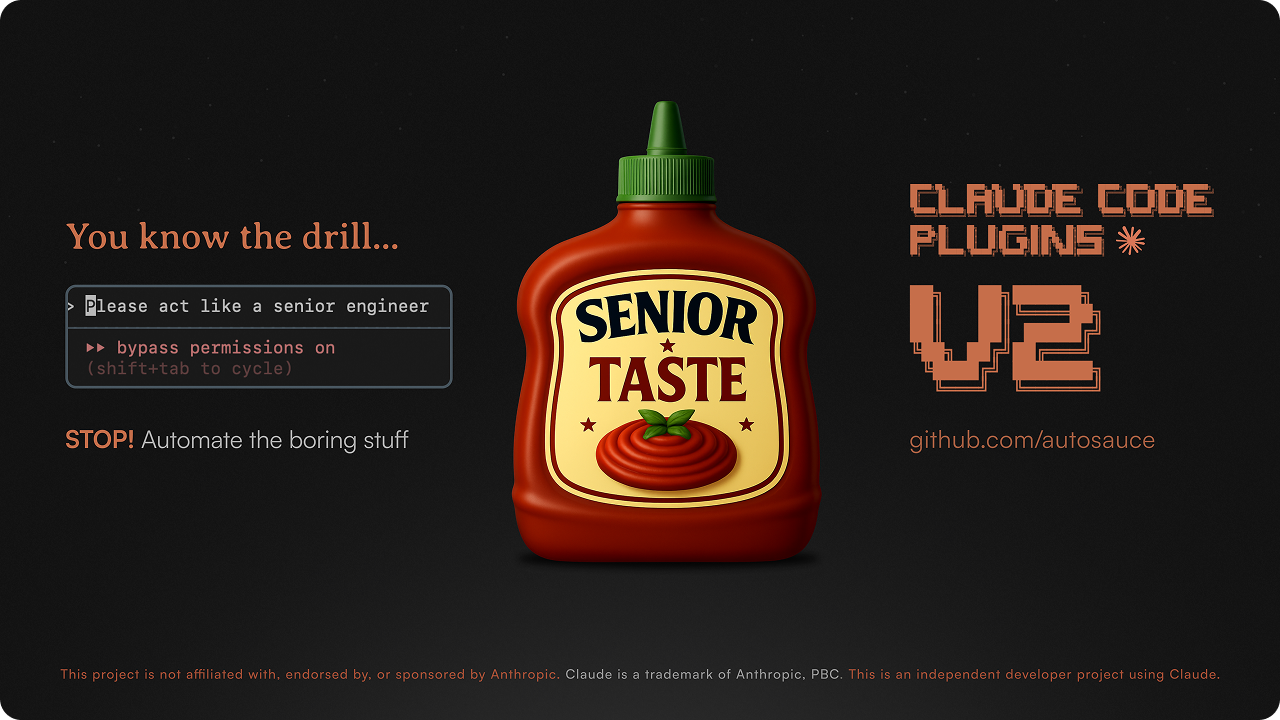 You know the drill...
> Please act like a senior engineer
▸▸ bypass permissions on
(shift+tab to cycle)
STOP! Automate the boring stuff
SENIOR
TASTE
CLAUDE CODE
PLUGINS
V2
github.com/autosauce
This project is not affiliated with, endorsed by, or sponsored by Anthropic. Claude is a trademark of Anthropic, PBC. This is an independent developer project using Claude.